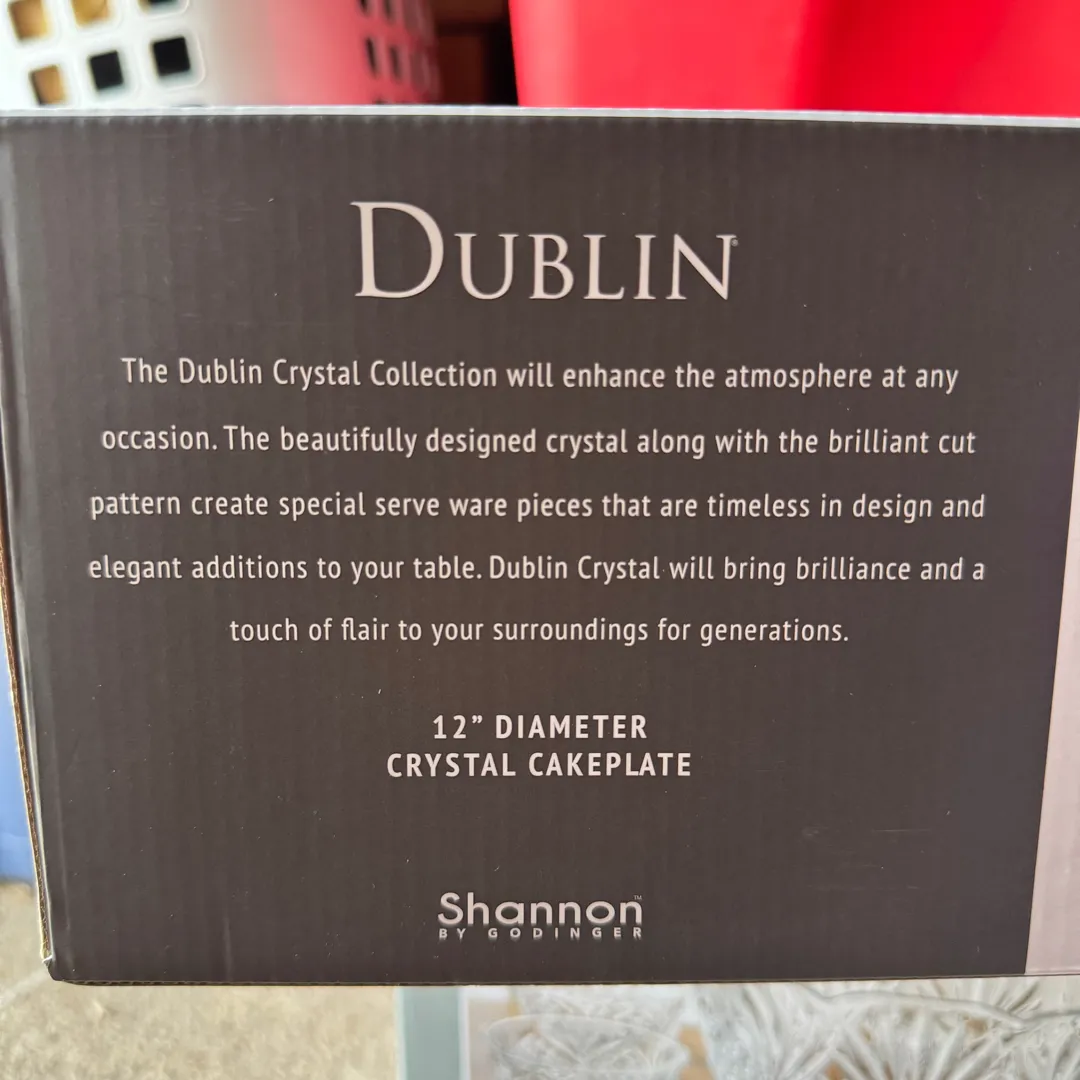 DUBLIN®
The Dublin Crystal Collection will enhance the atmosphere at any
occasion. The beautifully designed crystal along with the brilliant cut
pattern create special serve ware pieces that are timeless in design and
elegant additions to your table. Dublin Crystal will bring brilliance and a
touch of flair to your surroundings for generations.
12” DIAMETER
CRYSTAL CAKEPLATE
Shannon™
BY GODINGER